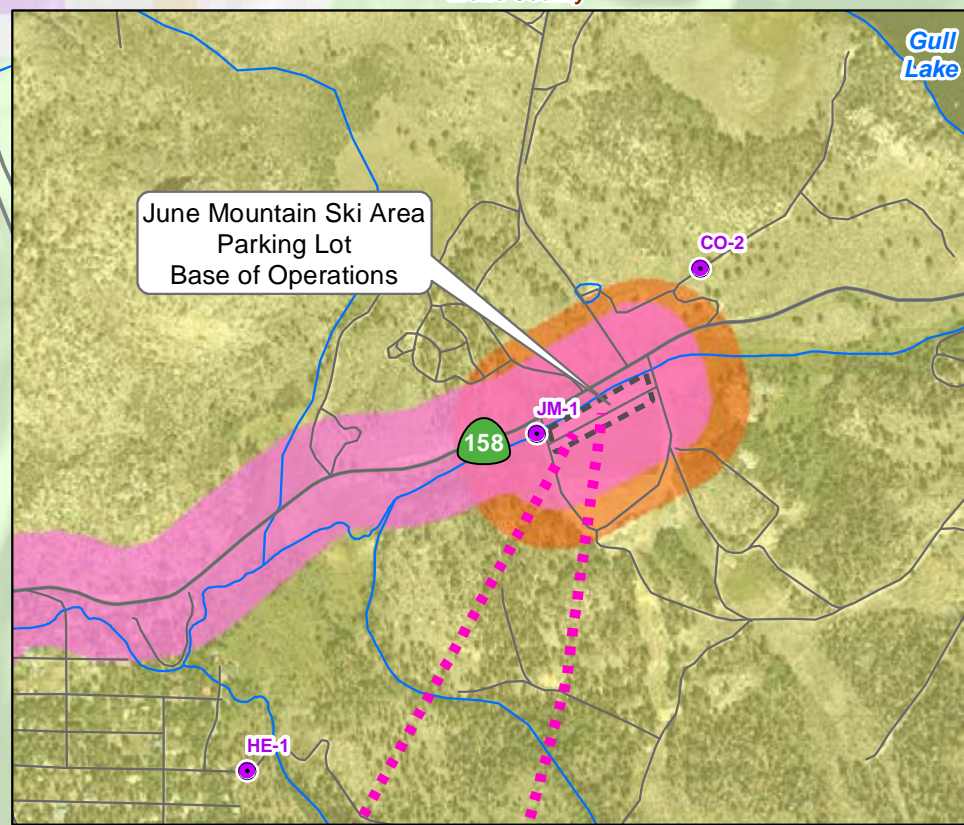 Gull
Lake
June Mountain Ski Area
Parking Lot
Base of Operations
CO-2
JM-1
158
HE-1